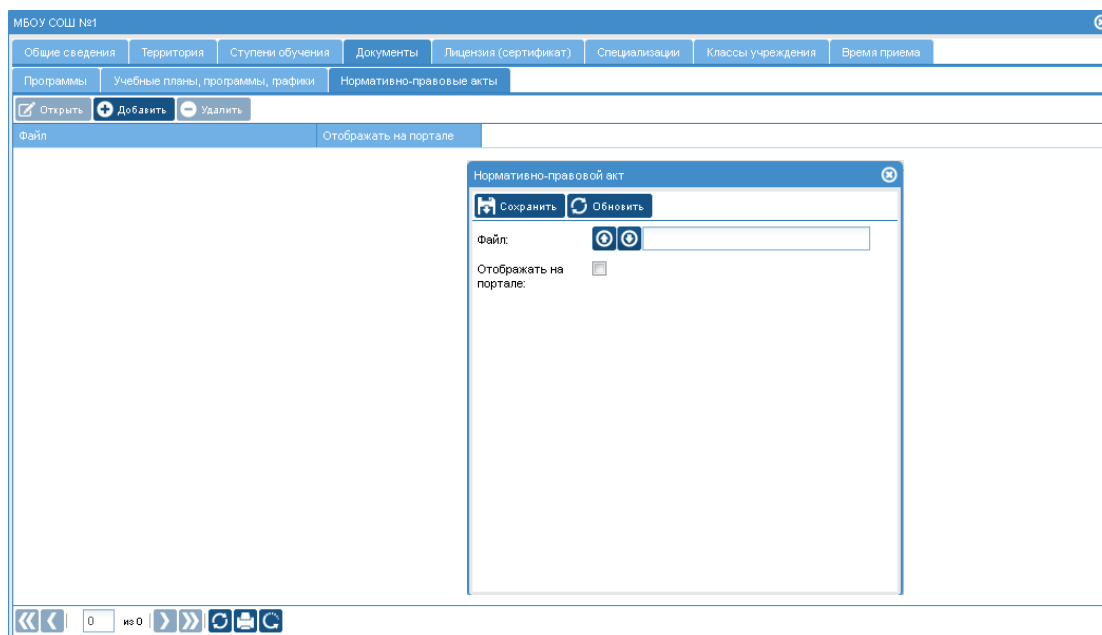 МБОУ СОШ №1
Общие сведения Территория Ступени обучения Документы Лицензия (сертификат) Специализации Классы учреждения Время приема
Программы Учебные планы, программы, графики Нормативно-правовые акты
Открыть Добавить Удалить
Файл Отображать на портале
Нормативно-правовой акт
Сохранить Обновить
Файл:
Отображать на
портале:
0 из 0